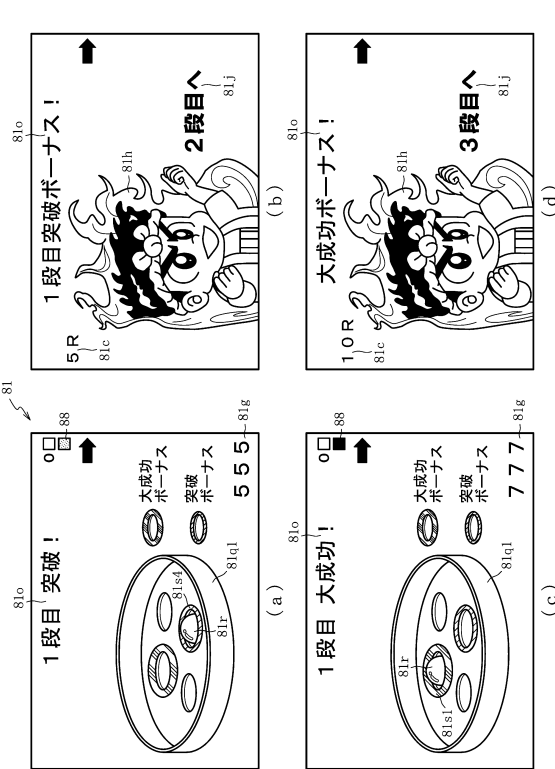 81
(a)
81o
1段目 突破!
0
88
大成功
ボーナス
突破
ボーナス
81s4
81r
81q1
555
81g
(b)
81o
1段目突破ボーナス!
5R
81c
81h
2段目へ
81j
(c)
81o
1段目 大成功!
0
88
大成功
ボーナス
突破
ボーナス
81r
81s1
81q1
777
81g
(d)
81o
大成功ボーナス!
10R
81c
81h
3段目へ
81j